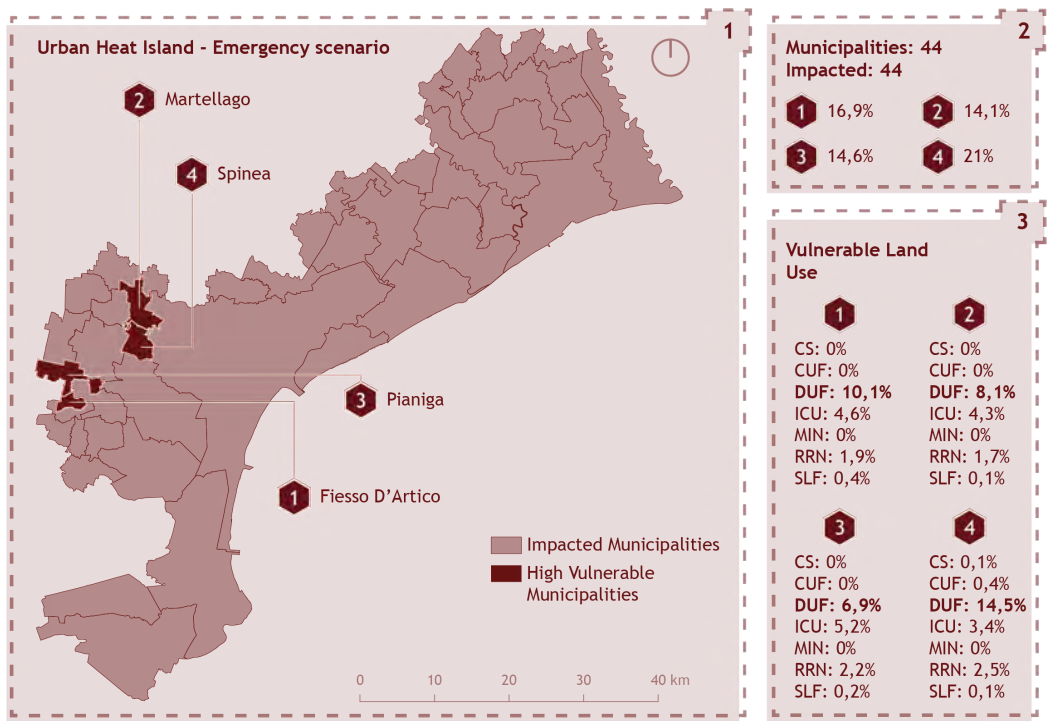 1
Urban Heat Island - Emergency scenario
2 Martellago
4 Spinea
3 Pianiga
1 Fiesso D'Artico
Impacted Municipalities
High Vulnerable
Municipalities
0 10 20 30 40 km
2
Municipalities: 44
Impacted: 44
1 16,9% 2 14,1%
3 14,6% 4 21%
3
Vulnerable Land
Use
1
CS: 0%
CUF: 0%
DUF: 10,1%
ICU: 4,6%
MIN: 0%
RRN: 1,9%
SLF: 0,4%
2
CS: 0%
CUF: 0%
DUF: 8,1%
ICU: 4,3%
MIN: 0%
RRN: 1,7%
SLF: 0,1%
3
CS: 0%
CUF: 0%
DUF: 6,9%
ICU: 5,2%
MIN: 0%
RRN: 2,2%
SLF: 0,2%
4
CS: 0,1%
CUF: 0,4%
DUF: 14,5%
ICU: 3,4%
MIN: 0%
RRN: 2,5%
SLF: 0,1%